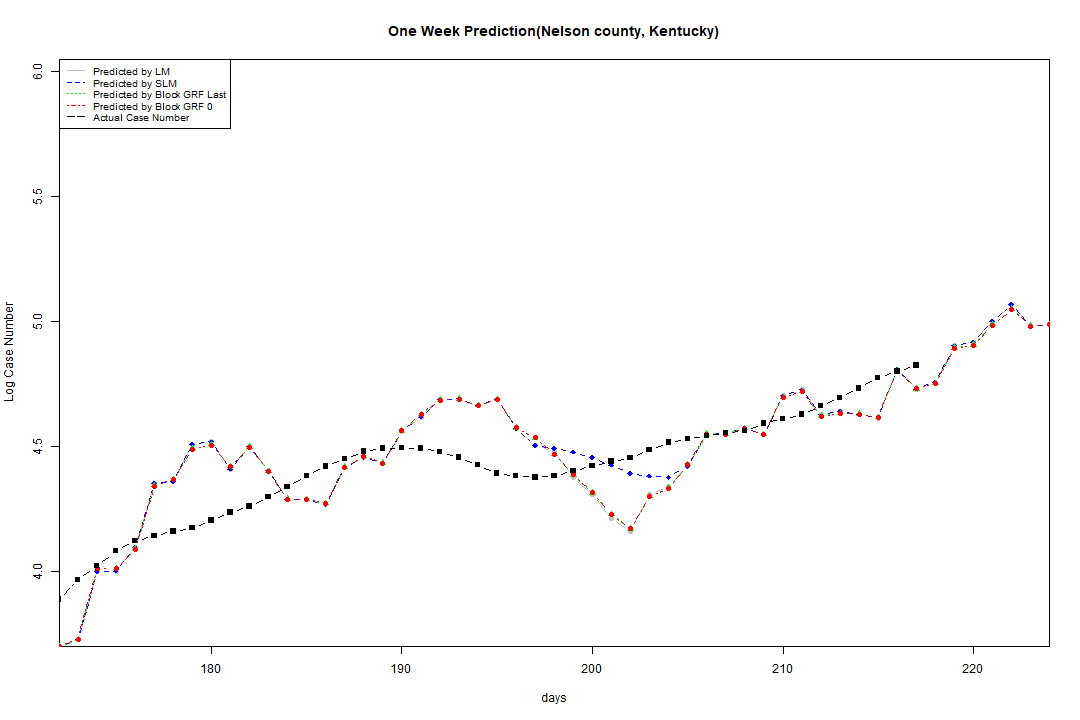 One Week Prediction(Nelson county, Kentucky)
Predicted by LM
Predicted by SLM
Predicted by Block GRF Last
Predicted by Block GRF 0
Actual Case Number
Log Case Number
6.0
5.5
5.0
4.5
4.0
180 190 200 210 220
days